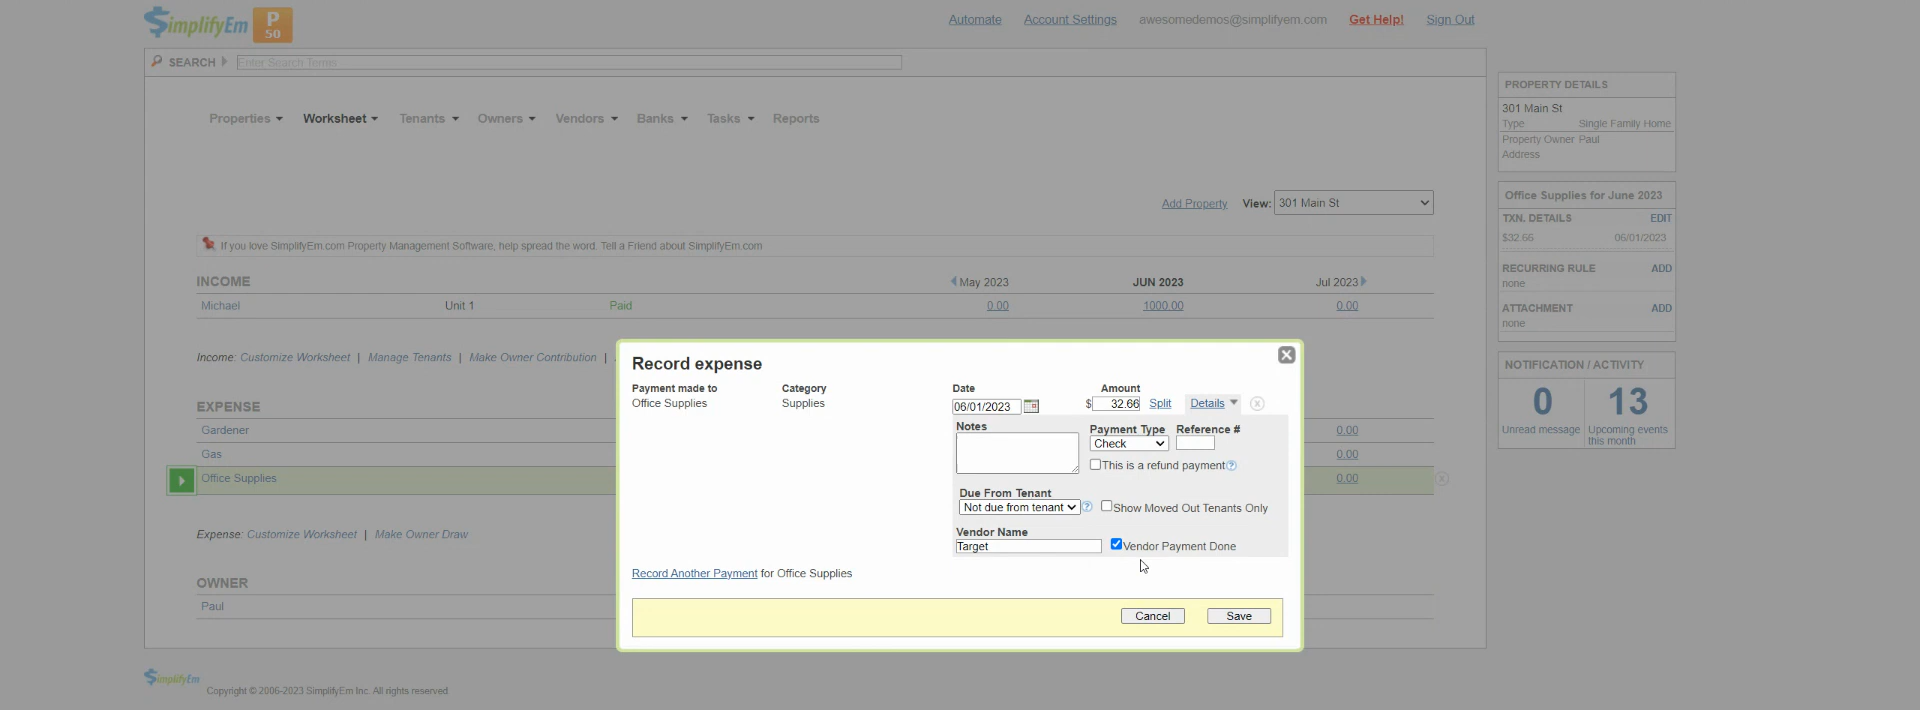 SimplifyEm P 50
Automate Account Settings awesomedemos@simplifyem.com Get Help! Sign Out
SEARCH Enter Search Terms
Properties Worksheet Tenants Owners Vendors Banks Tasks Reports
Add Property View: 301 Main St
If you love SimplifyEm.com Property Management Software, help spread the word. Tell a Friend about SimplifyEm.com
INCOME May 2023 JUN 2023 Jul 2023
Michael Unit 1 Paid 0.00 1000.00 0.00
Income: Customize Worksheet | Manage Tenants | Make Owner Contribution |
EXPENSE
Gardener 0.00
Gas 0.00
Office Supplies 0.00
Expense: Customize Worksheet | Make Owner Draw
OWNER
Paul
Record expense
Payment made to Category Date Amount
Office Supplies Supplies 06/01/2023 $ 32.66 Split Details
Notes Payment Type Reference #
Check
This is a refund payment
Due From Tenant
Not due from tenant Show Moved Out Tenants Only
Vendor Name
Target Vendor Payment Done
Record Another Payment for Office Supplies
Cancel Save
PROPERTY DETAILS
301 Main St
Type Single Family Home
Property Owner Paul
Address
Office Supplies for June 2023
TXN. DETAILS EDIT
$32.66 06/01/2023
RECURRING RULE ADD
none
ATTACHMENT ADD
none
NOTIFICATION / ACTIVITY
0 13
Unread message Upcoming events
this month
SimplifyEm Copyright © 2006-2023 SimplifyEm Inc. All rights reserved